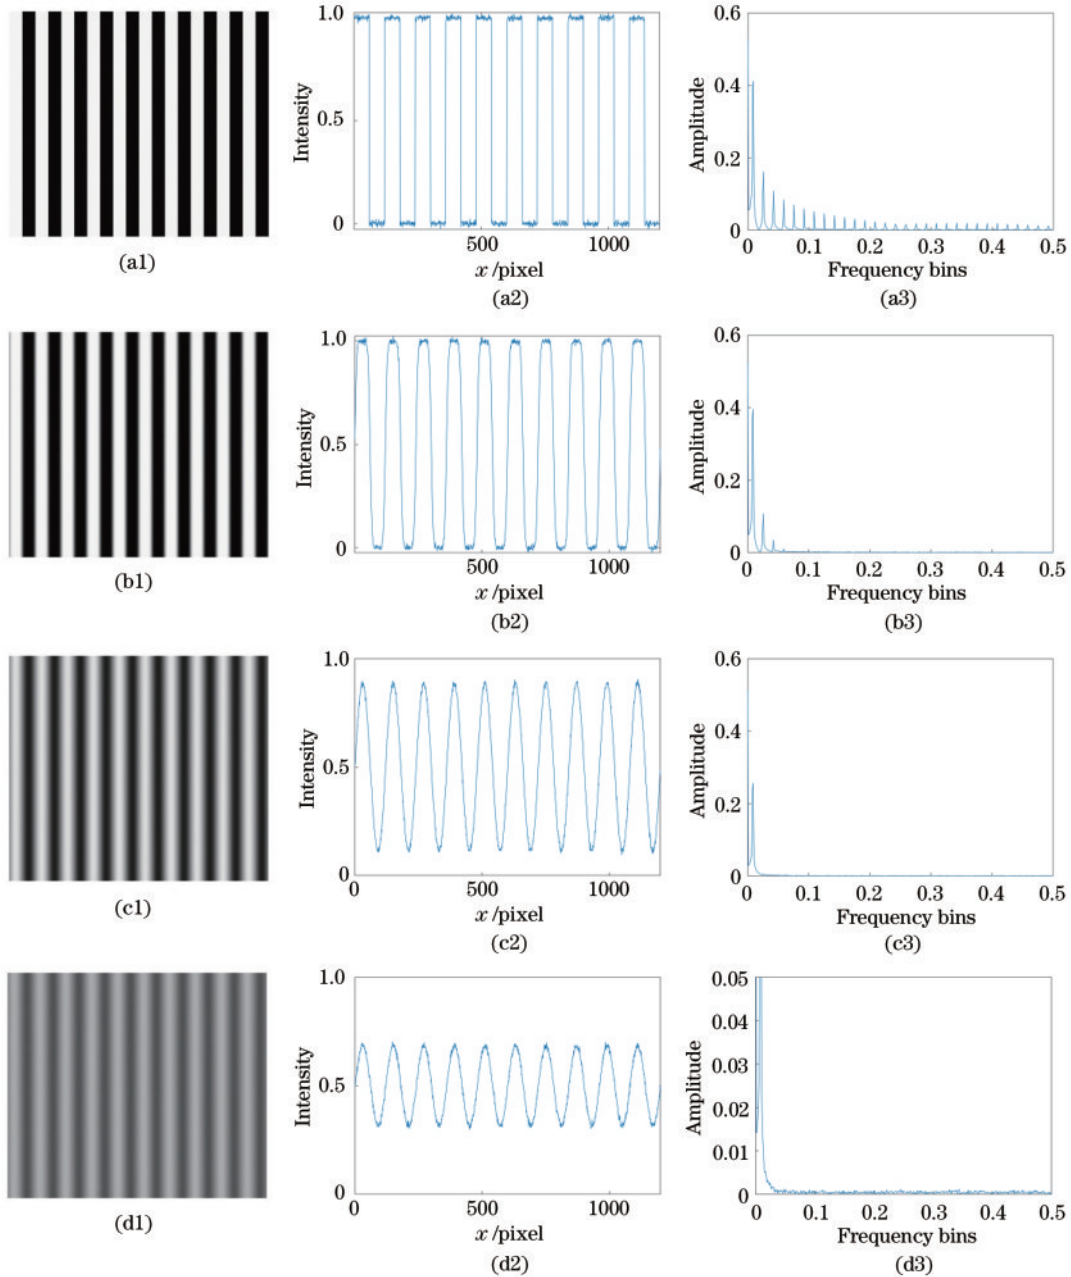 1.0
0.5
0
Intensity
500
1000
x /pixel
0.6
0.4
0.2
0
Amplitude
0
0.1
0.2
0.3
0.4
0.5
Frequency bins
(a1)
(a2)
(a3)
1.0
0.5
0
Intensity
500
1000
x /pixel
0.6
0.4
0.2
0
Amplitude
0
0.1
0.2
0.3
0.4
0.5
Frequency bins
(b1)
(b2)
(b3)
1.0
0.5
0
Intensity
0
500
1000
x /pixel
0.6
0.4
0.2
0
Amplitude
0
0.1
0.2
0.3
0.4
0.5
Frequency bins
(c1)
(c2)
(c3)
1.0
0.5
0
Intensity
0
500
1000
x /pixel
0.05
0.04
0.03
0.02
0.01
0
Amplitude
0
0.1
0.2
0.3
0.4
0.5
Frequency bins
(d1)
(d2)
(d3)